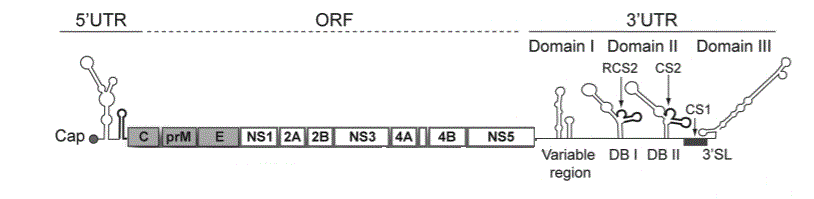 5'UTR ORF 3'UTR
Domain I Domain II Domain III
RCS2 CS2
CS1
Cap C prM E NS1 2A 2B NS3 4A 4B NS5
Variable region DB I DB II 3'SL